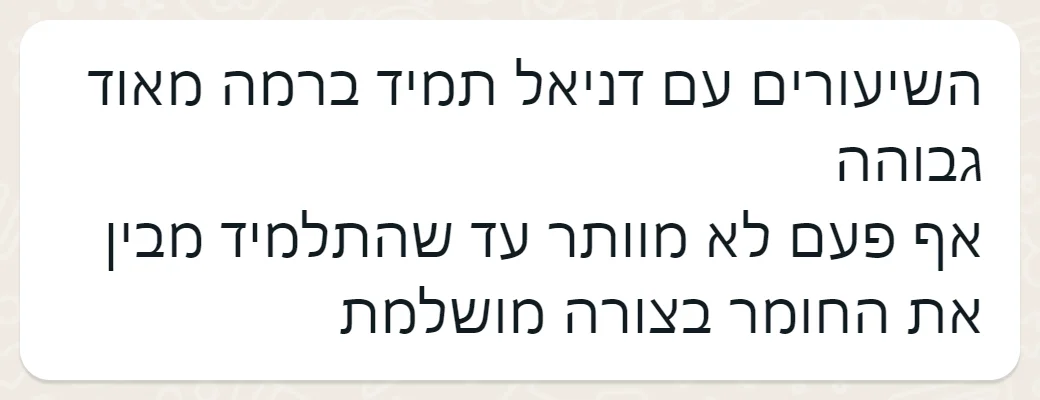 השיעורים עם דניאל תמיד ברמה מאוד
גבוהה
אף פעם לא מוותר עד שהתלמיד מבין
את החומר בצורה מושלמת